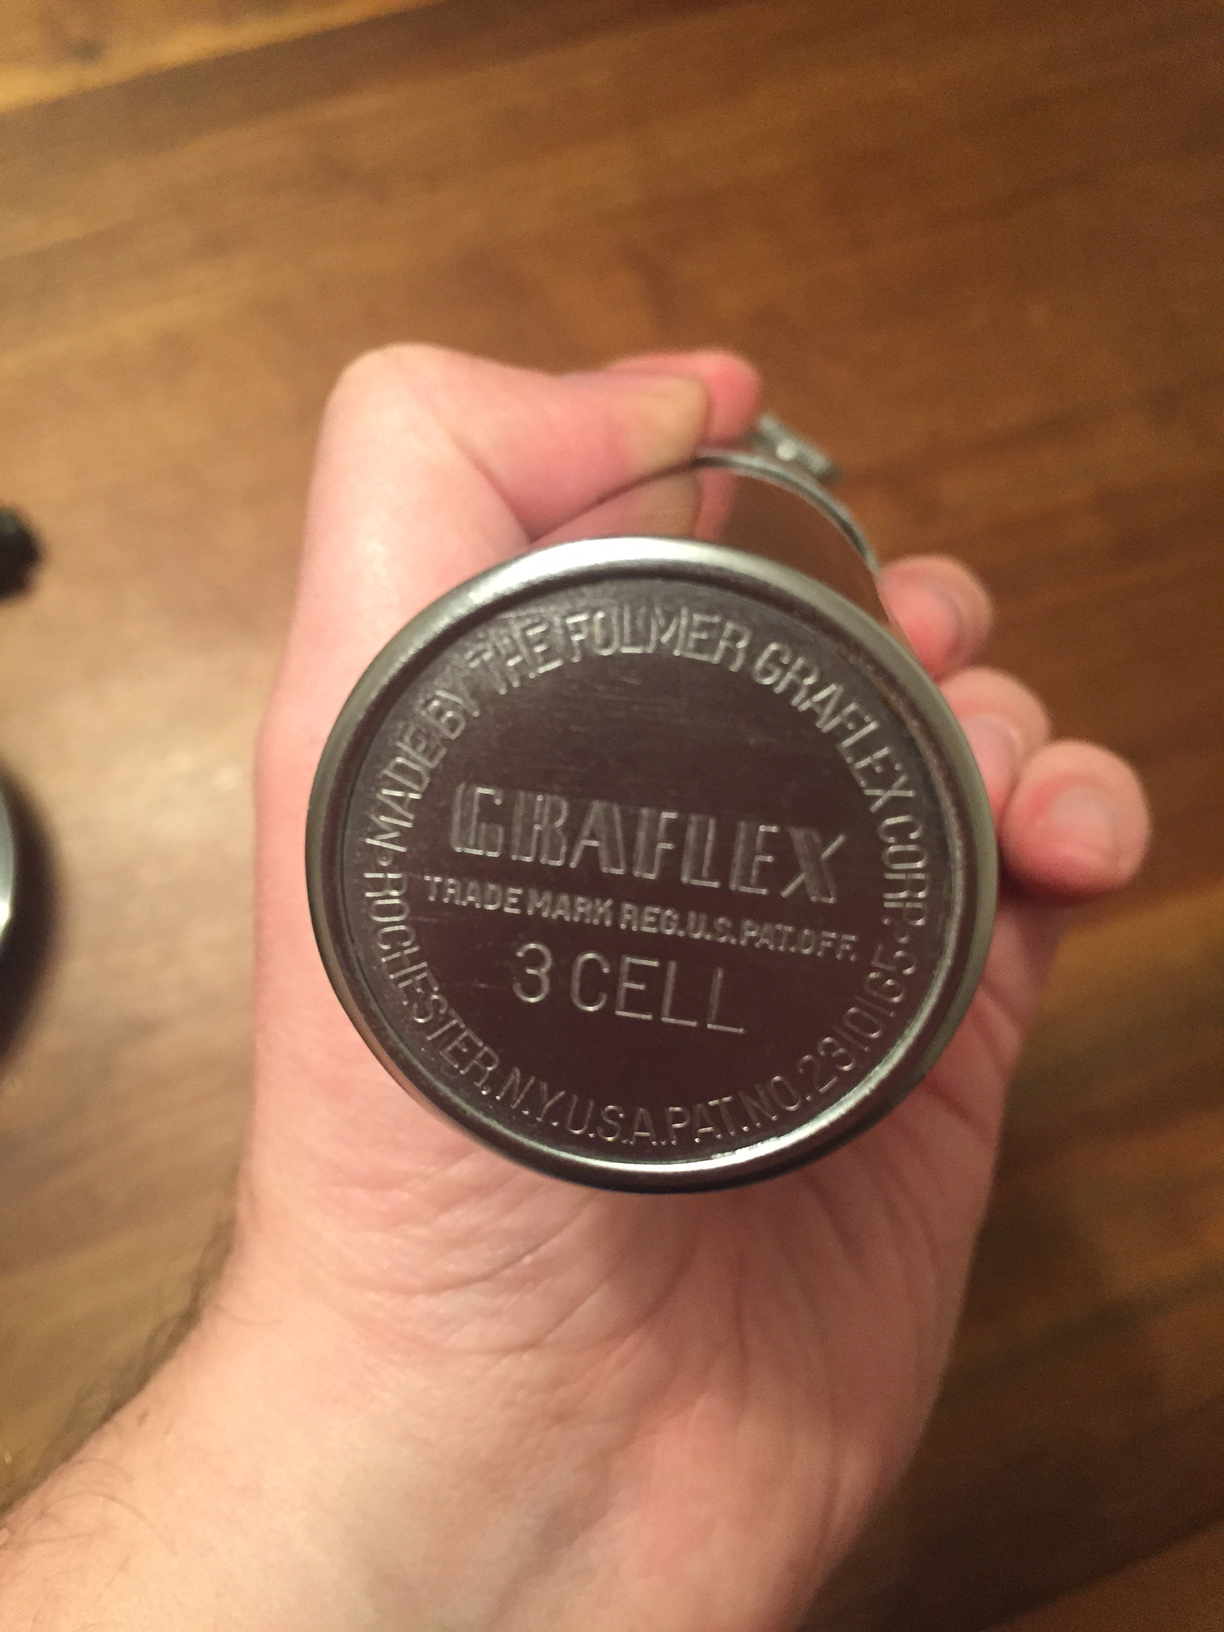 MADE BY THE FOLMER GRAFLEX CORP.
GRAFLEX
TRADE MARK REG. U.S. PAT. OFF.
3 CELL
ROCHESTER, N.Y. U.S.A. PAT. NO. 2310165